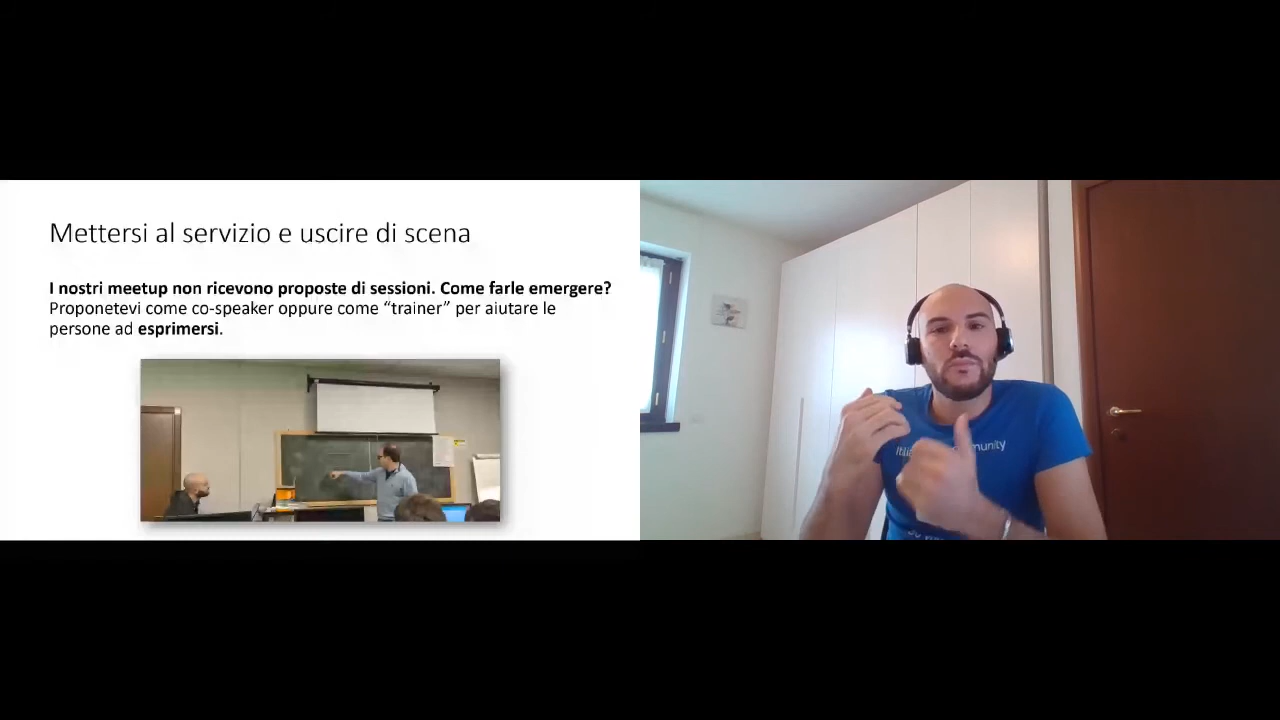 Mettersi al servizio e uscire di scena
I nostri meetup non ricevono proposte di sessioni. Come farle emergere?
Proponetevi come co-speaker oppure come “trainer” per aiutare le
persone ad esprimersi.